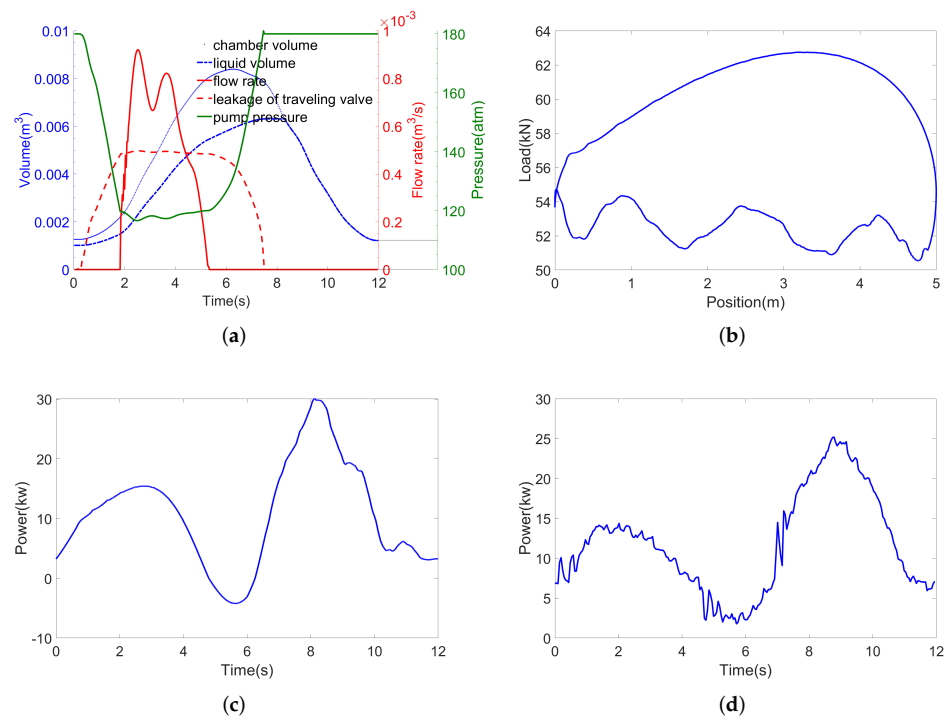 ×10⁻³
0.01
0.008
0.006
0.004
0.002
0
Volume(m³)
chamber volume
liquid volume
flow rate
leakage of traveling valve
pump pressure
1
0.8
0.6
0.4
0.2
0
Flow rate(m³/s)
180
160
140
120
100
Pressure(atm)
0 2 4 6 8 10 12
Time(s)
(a)
64
62
60
58
56
54
52
50
Load(kN)
0 1 2 3 4 5
Position(m)
(b)
30
20
10
0
-10
Power(kw)
0 2 4 6 8 10 12
Time(s)
(c)
30
25
20
15
10
5
0
Power(kw)
0 2 4 6 8 10 12
Time(s)
(d)